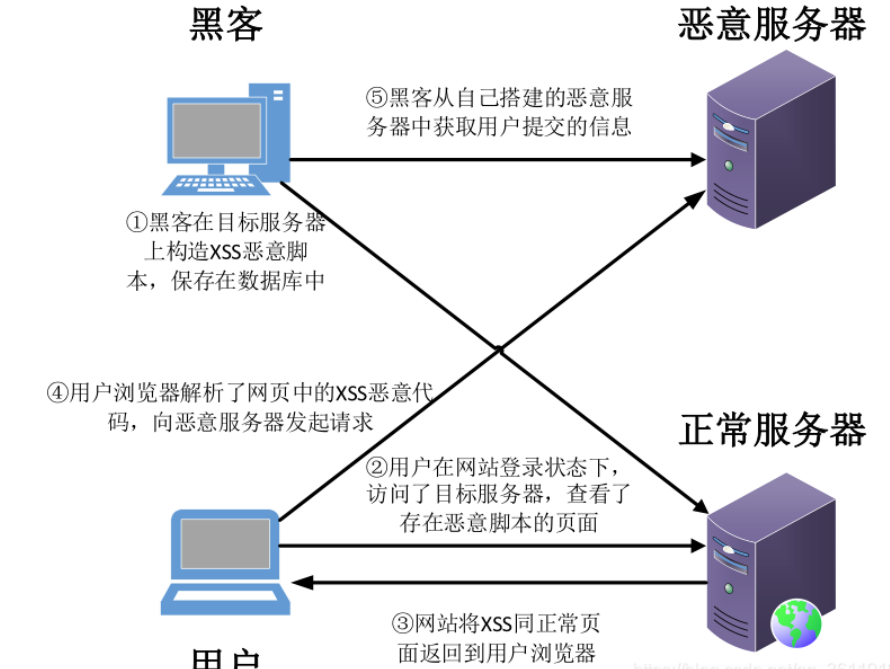 黑客
恶意服务器
⑤黑客从自己搭建的恶意服
务器中获取用户提交的信息
①黑客在目标服务器
上构造XSS恶意脚
本，保存在数据库中
④用户浏览器解析了网页中的XSS恶意代
码，向恶意服务器发起请求
正常服务器
②用户在网站登录状态下，
访问了目标服务器，查看了
存在恶意脚本的页面
③网站将XSS同正常页
面返回到用户浏览器
用户